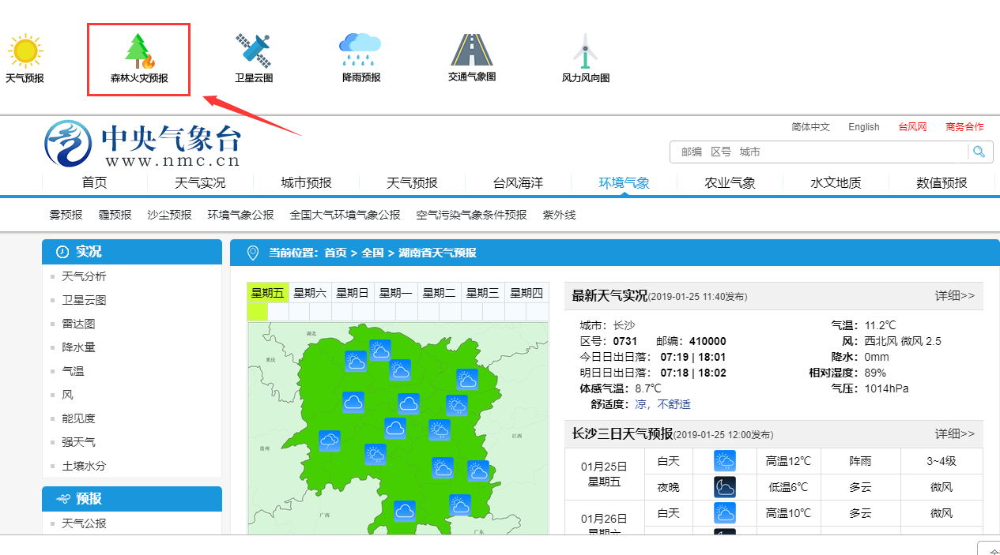 天气预报 森林火灾预报 卫星云图 降雨预报 交通气象图 风力风向图
简体中文 English 台风网 商务合作
中央气象台
www.nmc.cn
邮编 区号 城市
首页 天气实况 城市预报 天气预报 台风海洋 环境气象 农业气象 水文地质 数值预报
雾预报 霾预报 沙尘预报 环境气象公报 全国大气环境气象公报 空气污染气象条件预报 紫外线
实况
天气分析
卫星云图
雷达图
降水量
气温
风
能见度
强天气
土壤水分
预报
天气公报
当前位置：首页 > 全国 > 湖南省天气预报
星期五 星期六 星期日 星期一 星期二 星期三 星期四
湖北
重庆
江西
贵州
广西
广东
最新天气实况(2019-01-25 11:40发布) 详细>>
城市：长沙 气温：11.2℃
区号：0731 邮编：410000 风：西北风 微风 2.5
今日日出日落：07:19 | 18:01 降水：0mm
明日日出日落：07:18 | 18:02 相对湿度：89%
体感气温：8.7℃ 气压：1014hPa
舒适度：凉，不舒适
长沙三日天气预报(2019-01-25 12:00发布) 详细>>
01月25日
星期五
白天 高温12℃ 阵雨 3~4级
夜晚 低温6℃ 多云 微风
01月26日
星期六
白天 高温10℃ 多云 微风